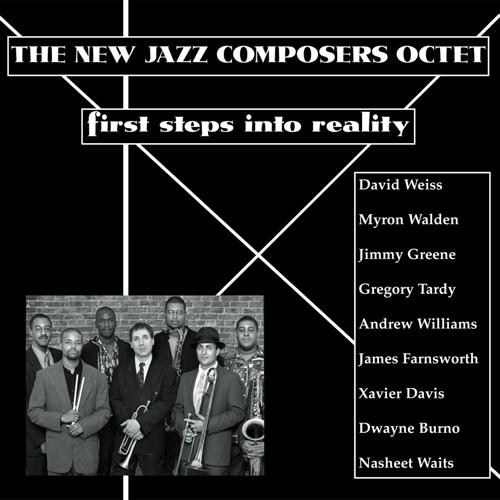 THE NEW JAZZ COMPOSERS OCTET
first steps into reality
David Weiss
Myron Walden
Jimmy Greene
Gregory Tardy
Andrew Williams
James Farnsworth
Xavier Davis
Dwayne Burno
Nasheet Waits